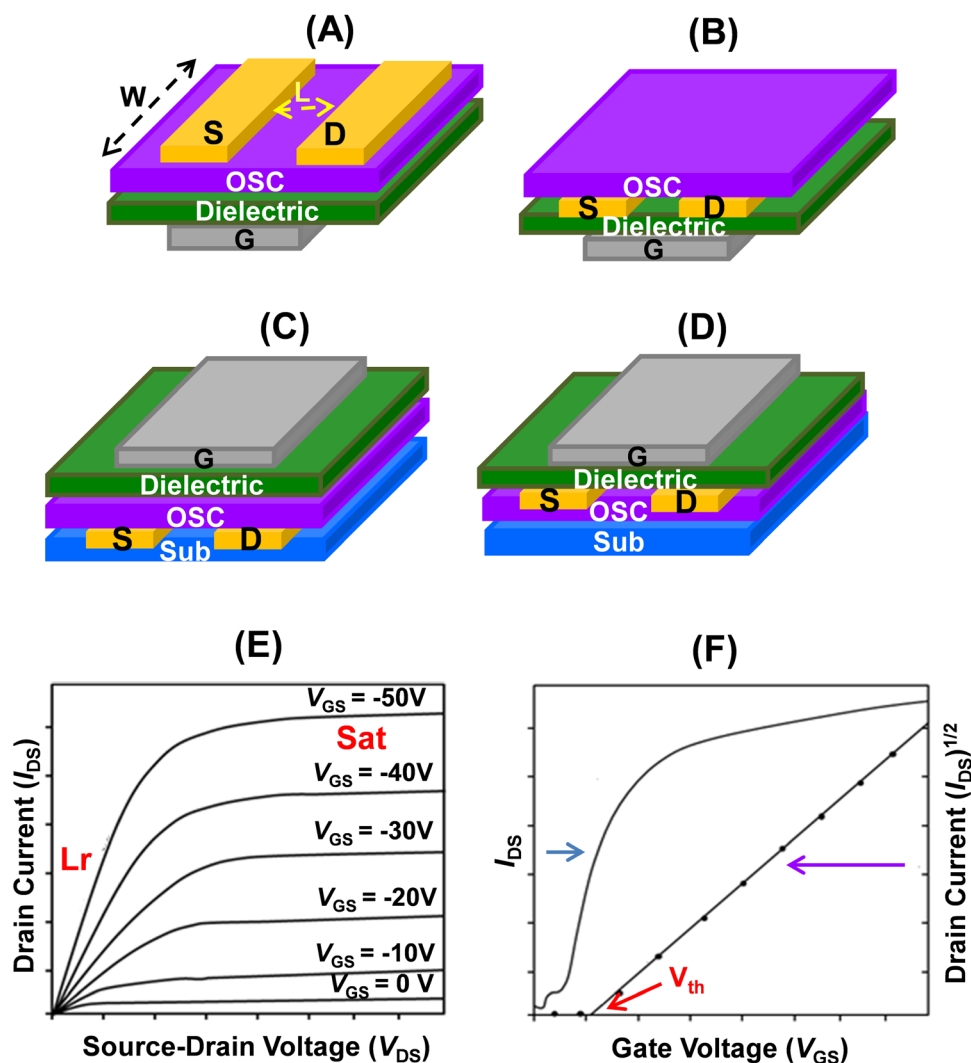 (A)
W
L
S
D
OSC
Dielectric
G
(B)
OSC
S
D
Dielectric
G
(C)
G
Dielectric
OSC
S
D
Sub
(D)
G
Dielectric
S
D
OSC
Sub
(E)
VGS = -50V
Sat
VGS = -40V
VGS = -30V
Lr
VGS = -20V
VGS = -10V
VGS = 0 V
Drain Current (IDS)
Source-Drain Voltage (VDS)
(F)
IDS
Vth
Drain Current (IDS)1/2
Gate Voltage (VGS)